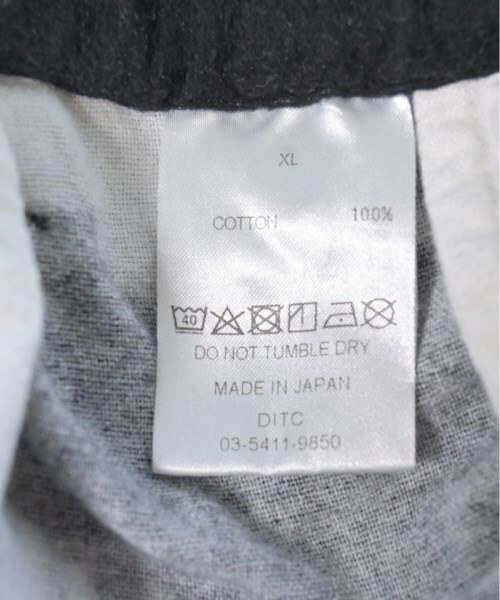 XL
COTTON 100%
40
DO NOT TUMBLE DRY
MADE IN JAPAN
DITC
03-5411-9850